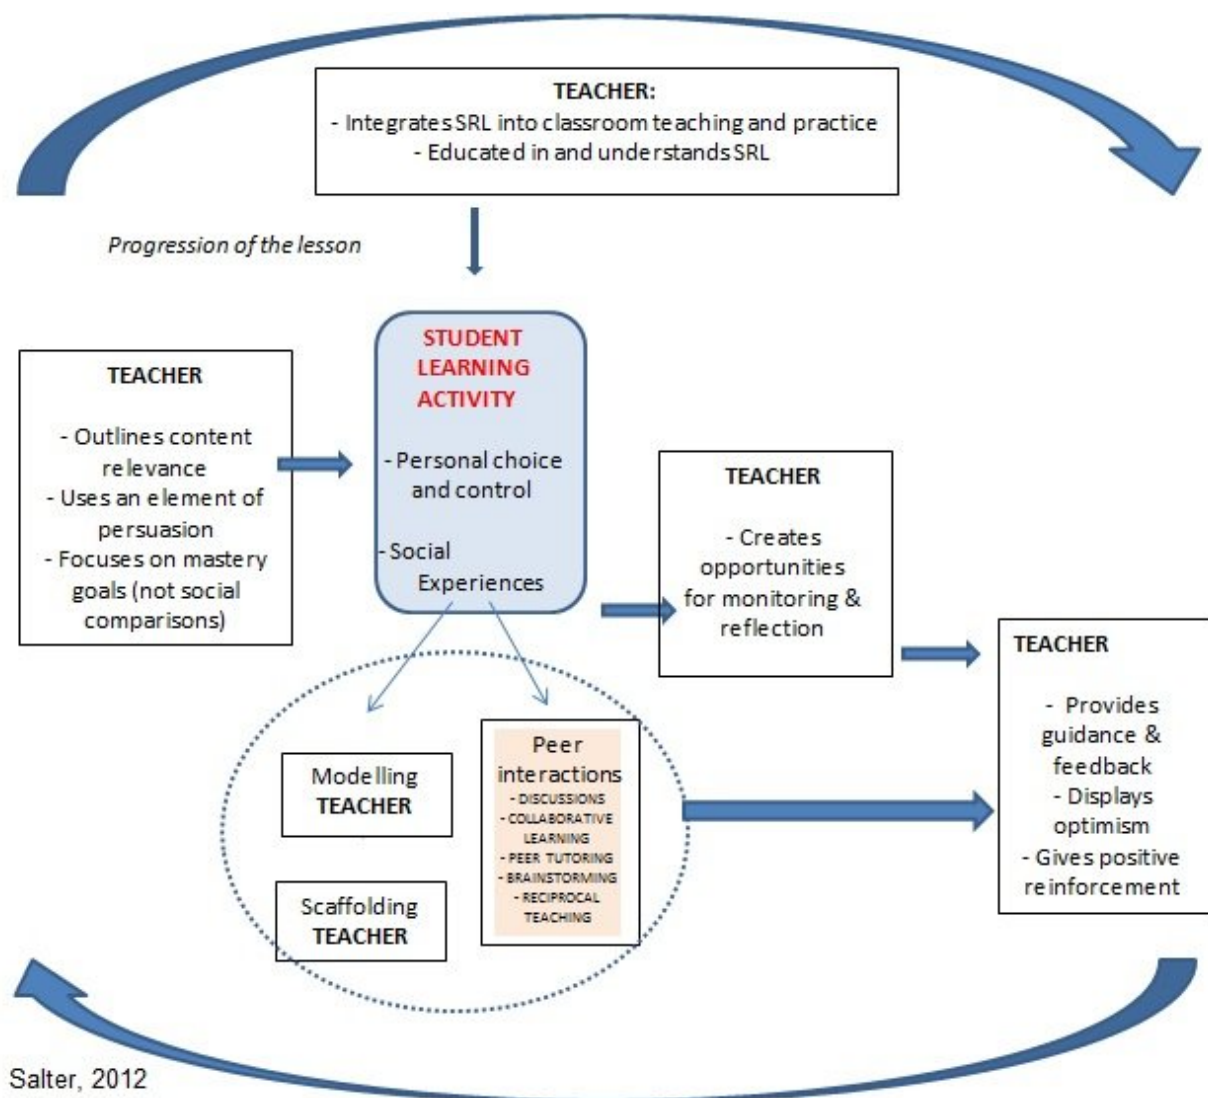 TEACHER:
- Integrates SRL into classroom teaching and practice
- Educated in and understands SRL
Progression of the lesson
TEACHER
- Outlines content
relevance
- Uses an element of
persuasion
- Focuses on mastery
goals (not social
comparisons)
STUDENT
LEARNING
ACTIVITY
- Personal choice
and control
- Social
Experiences
TEACHER
- Creates
opportunities
for monitoring &
reflection
TEACHER
- Provides
guidance &
feedback
- Displays
optimism
- Gives positive
reinforcement
Modelling
TEACHER
Scaffolding
TEACHER
Peer
interactions
- DISCUSSIONS
- COLLABORATIVE
LEARNING
- PEER TUTORING
- BRAINSTORMING
- RECIPROCAL
TEACHING
Salter, 2012